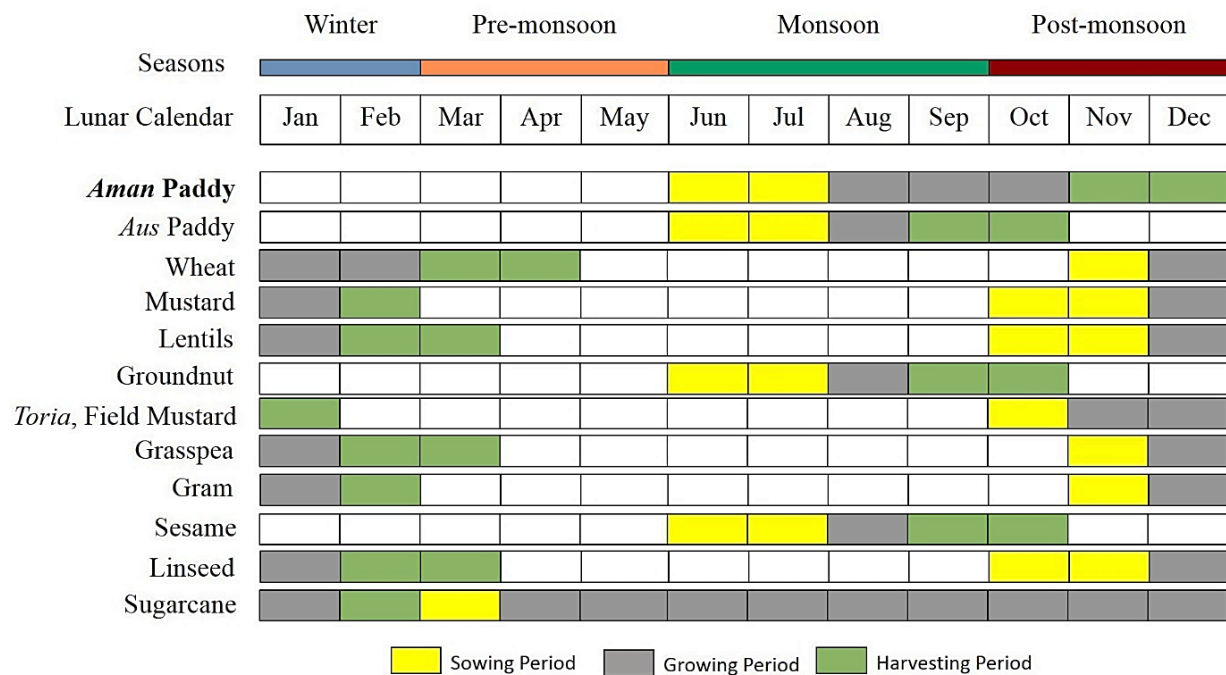 Winter Pre-monsoon Monsoon Post-monsoon
Seasons
Lunar Calendar Jan Feb Mar Apr May Jun Jul Aug Sep Oct Nov Dec
Aman Paddy
Aus Paddy
Wheat
Mustard
Lentils
Groundnut
Toria, Field Mustard
Grasspea
Gram
Sesame
Linseed
Sugarcane
Sowing Period Growing Period Harvesting Period